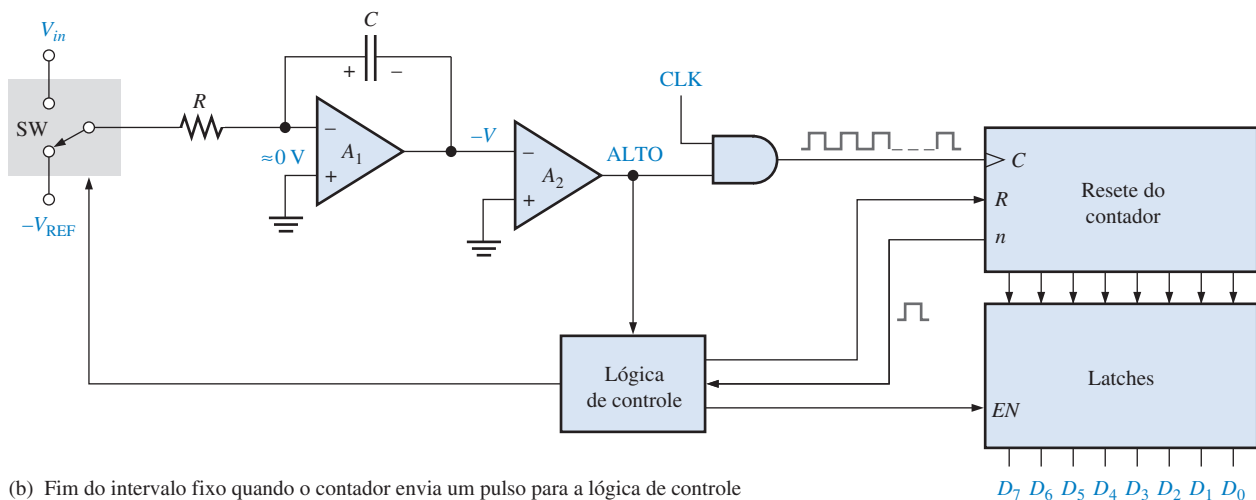 V_in
SW
−V_REF
R
C
+ −
≈0 V
−
A_1
+
−V
−
A_2
+
CLK
ALTO
C
R
n
Resete do
contador
Lógica
de controle
Latches
EN
D_7 D_6 D_5 D_4 D_3 D_2 D_1 D_0
(b) Fim do intervalo fixo quando o contador envia um pulso para a lógica de controle